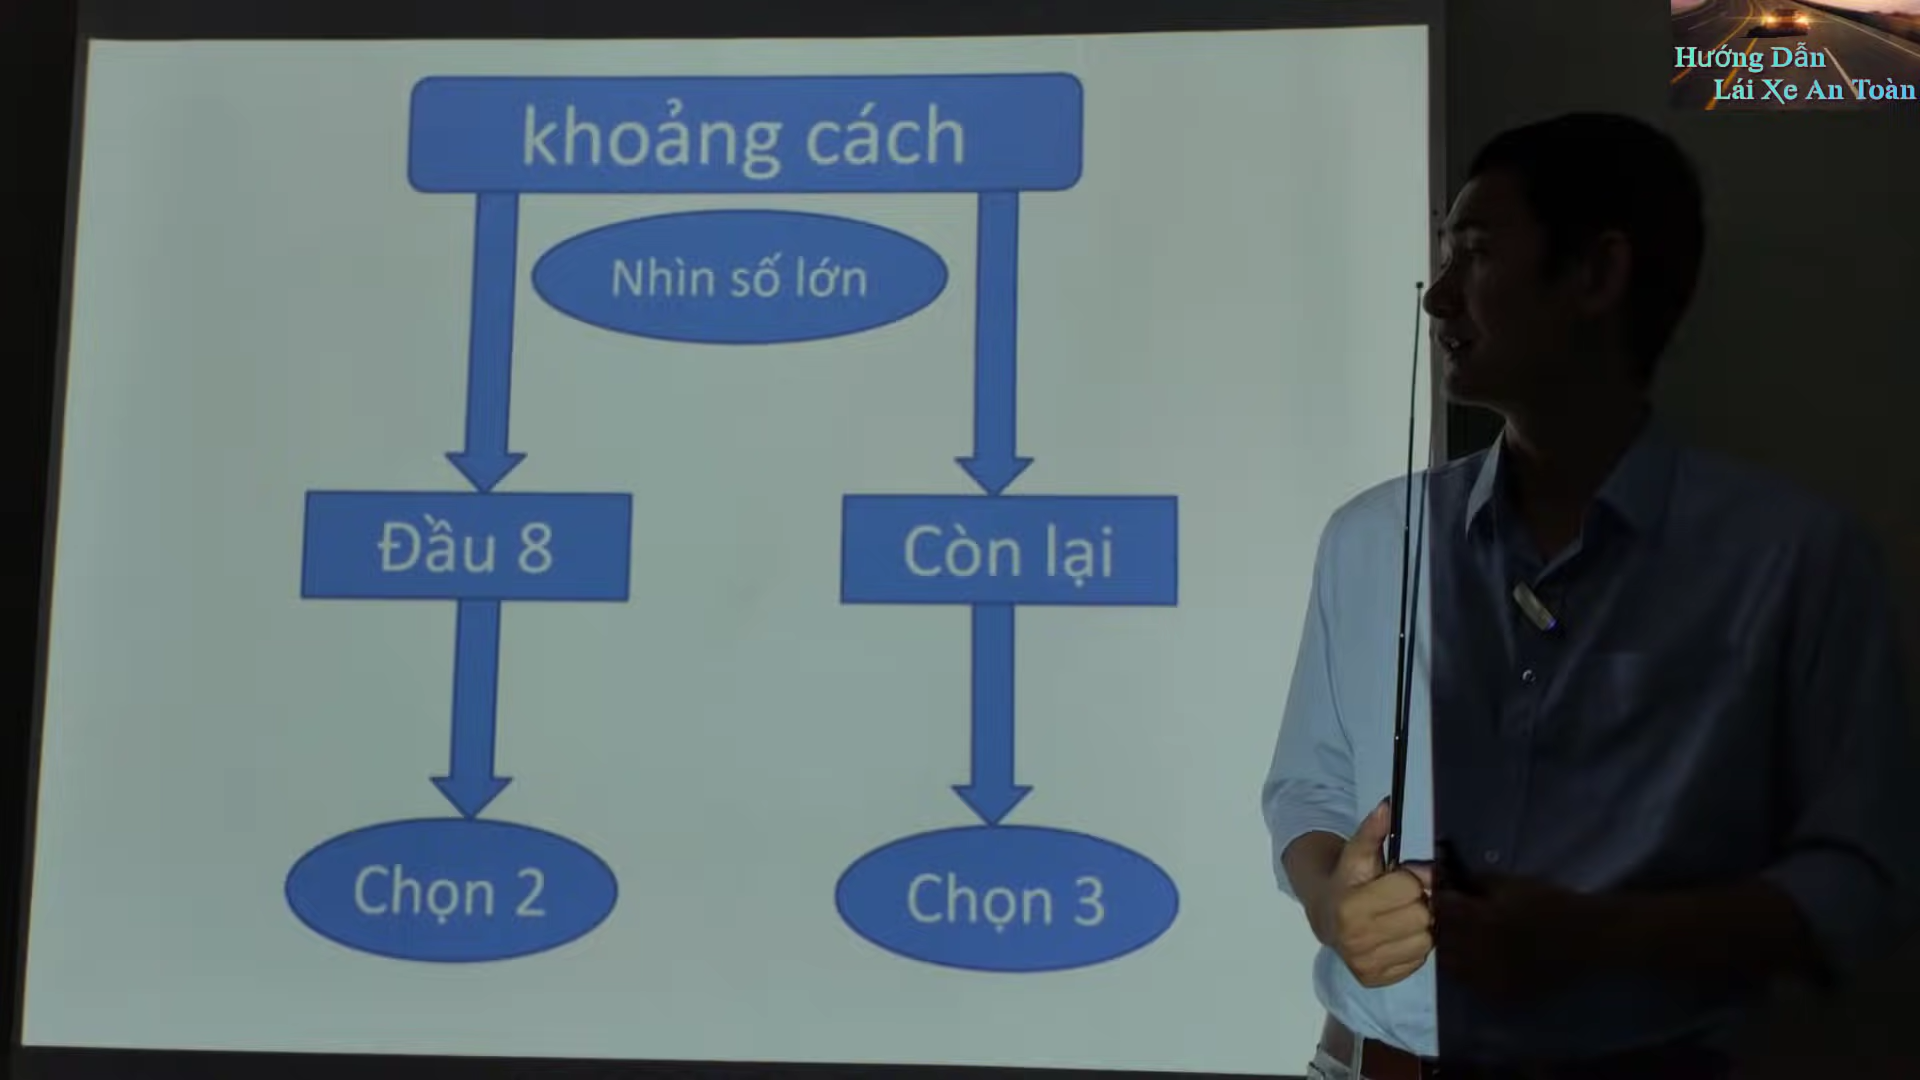 Hướng Dẫn
Lái Xe An Toàn
khoảng cách
Nhìn số lớn
Đầu 8
Còn lại
Chọn 2
Chọn 3